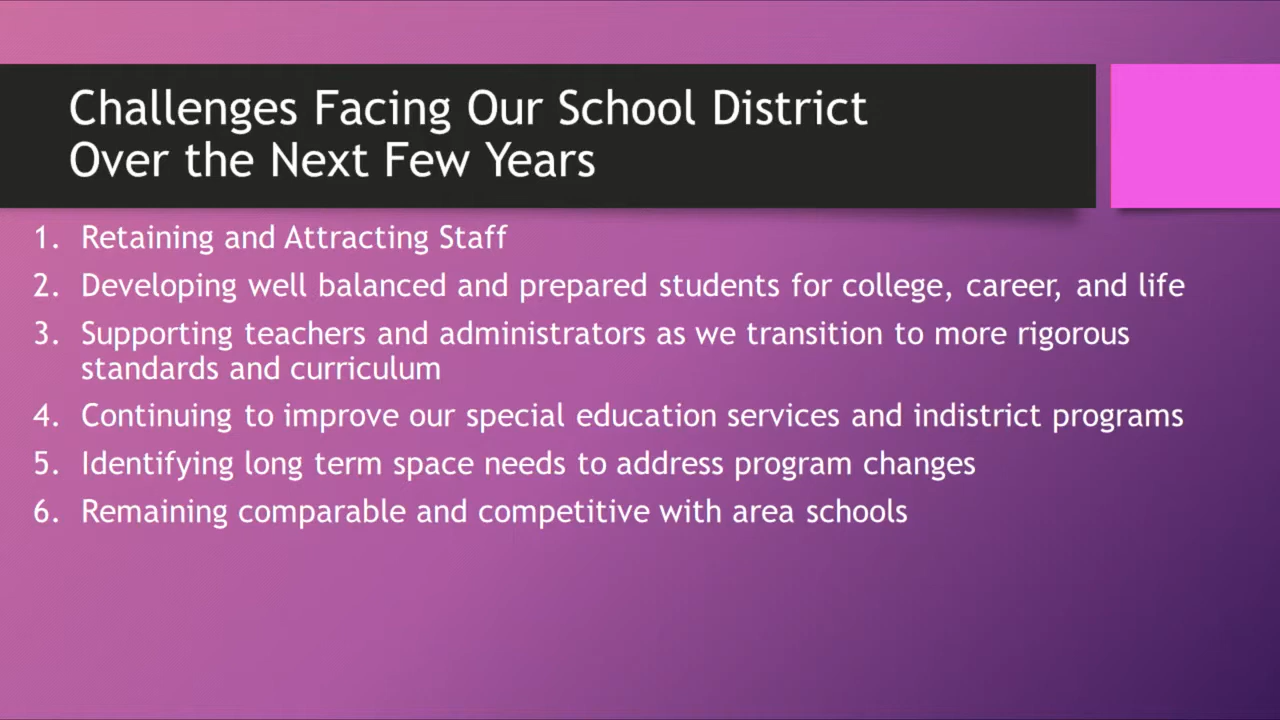 Challenges Facing Our School District
Over the Next Few Years
1. Retaining and Attracting Staff
2. Developing well balanced and prepared students for college, career, and life
3. Supporting teachers and administrators as we transition to more rigorous
standards and curriculum
4. Continuing to improve our special education services and indistrict programs
5. Identifying long term space needs to address program changes
6. Remaining comparable and competitive with area schools